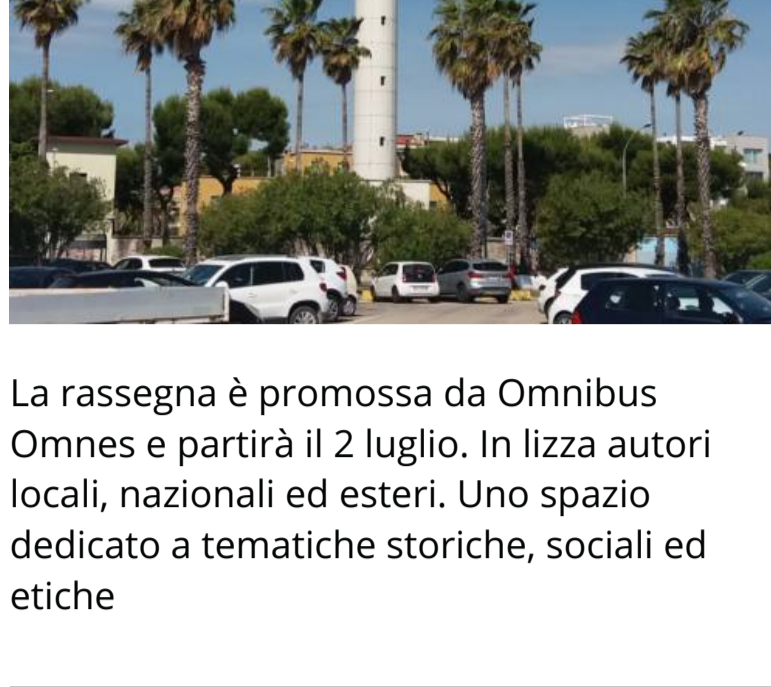 La rassegna è promossa da Omnibus
Omnes e partirà il 2 luglio. In lizza autori
locali, nazionali ed esteri. Uno spazio
dedicato a tematiche storiche, sociali ed
etiche